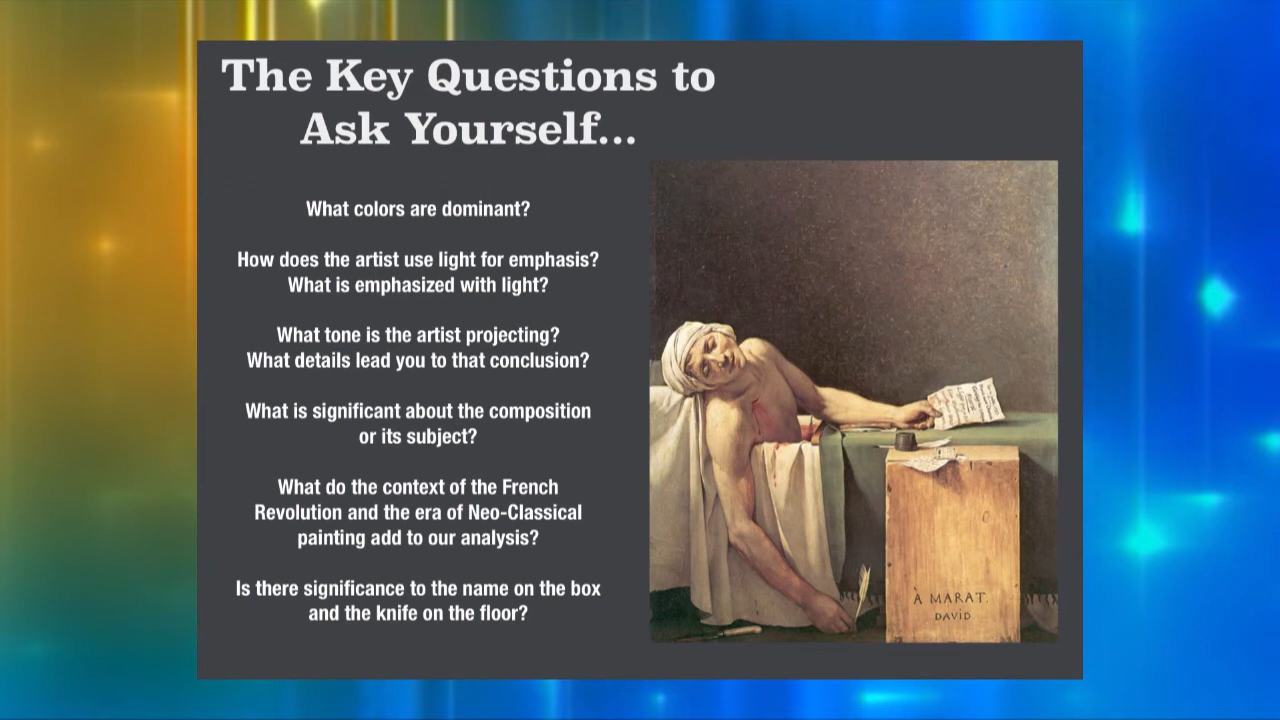 The Key Questions to
Ask Yourself...
What colors are dominant?
How does the artist use light for emphasis?
What is emphasized with light?
What tone is the artist projecting?
What details lead you to that conclusion?
What is significant about the composition
or its subject?
What do the context of the French
Revolution and the era of Neo-Classical
painting add to our analysis?
Is there significance to the name on the box
and the knife on the floor?
À MARAT.
DAVID